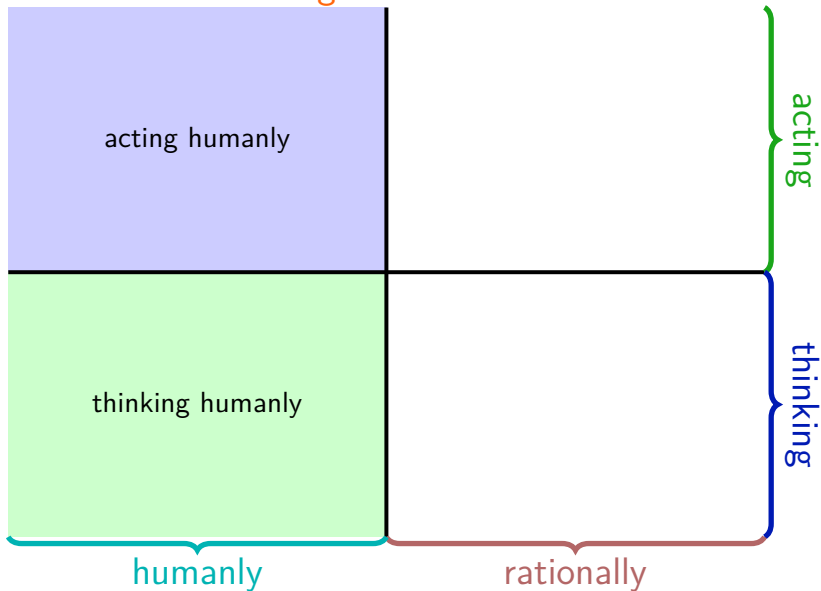 acting humanly
acting
thinking humanly
thinking
humanly
rationally